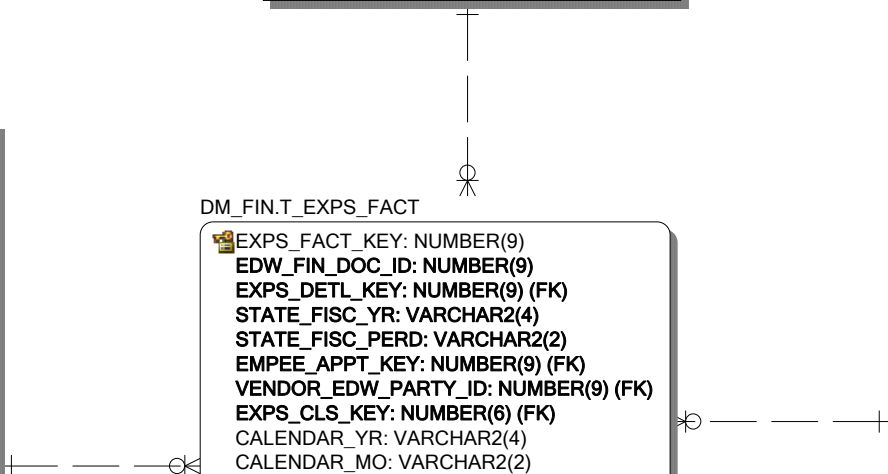 DM_FIN.T_EXPS_FACT
EXPS_FACT_KEY: NUMBER(9)
EDW_FIN_DOC_ID: NUMBER(9)
EXPS_DETL_KEY: NUMBER(9) (FK)
STATE_FISC_YR: VARCHAR2(4)
STATE_FISC_PERD: VARCHAR2(2)
EMPEE_APPT_KEY: NUMBER(9) (FK)
VENDOR_EDW_PARTY_ID: NUMBER(9) (FK)
EXPS_CLS_KEY: NUMBER(6) (FK)
CALENDAR_YR: VARCHAR2(4)
CALENDAR_MO: VARCHAR2(2)